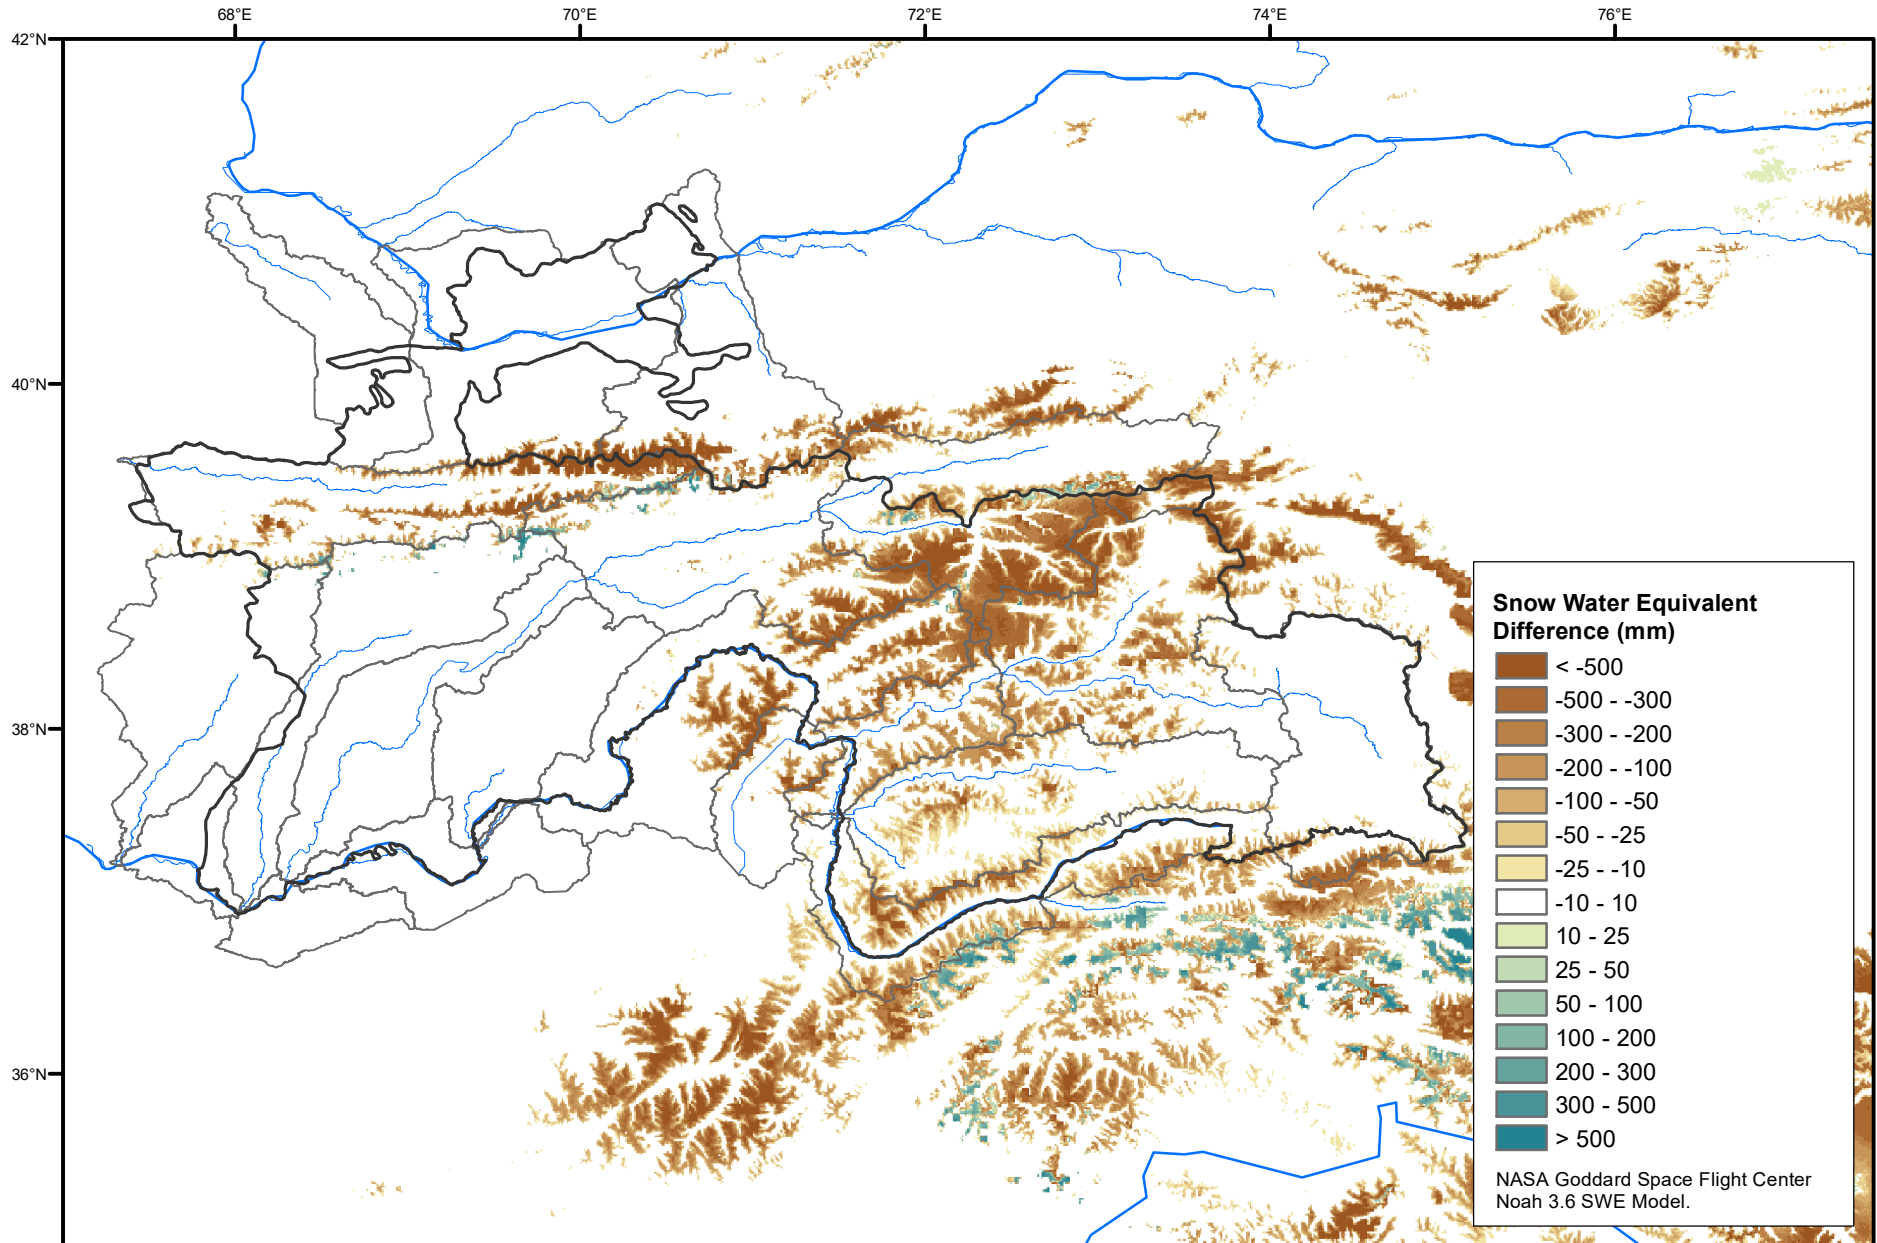 68°E 70°E 72°E 74°E 76°E
42°N
40°N
38°N
36°N
Snow Water Equivalent
Difference (mm)
< -500
-500 - -300
-300 - -200
-200 - -100
-100 - -50
-50 - -25
-25 - -10
-10 - 10
10 - 25
25 - 50
50 - 100
100 - 200
200 - 300
300 - 500
> 500
NASA Goddard Space Flight Center
Noah 3.6 SWE Model.